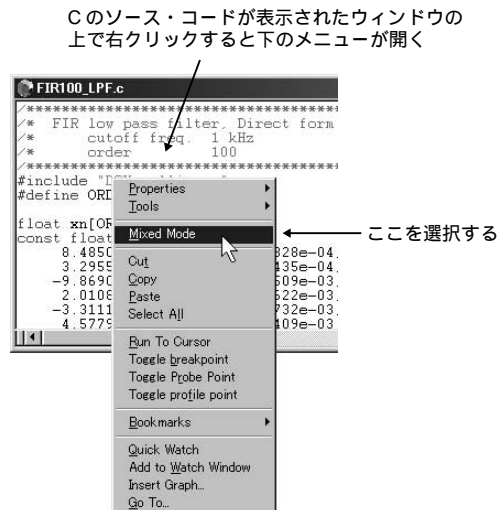 Cのソース・コードが表示されたウィンドウの
上で右クリックすると下のメニューが開く
FIR100_LPF.c
/* FIR low pass filter, Direct form
/* cutoff freq. 1 kHz
/* order 100
#include
#define ORD
float xn[OR
const float
8.4850 828e-04,
3.2955 435e-04,
-9.8690 509e-03,
2.0108 522e-03,
-3.3111 732e-03,
4.5779 409e-03
Properties
Tools
Mixed Mode
ここを選択する
Cut
Copy
Paste
Select All
Run To Cursor
Toggle breakpoint
Toggle Probe Point
Toggle profile point
Bookmarks
Quick Watch
Add to Watch Window
Insert Graph...
Go To...